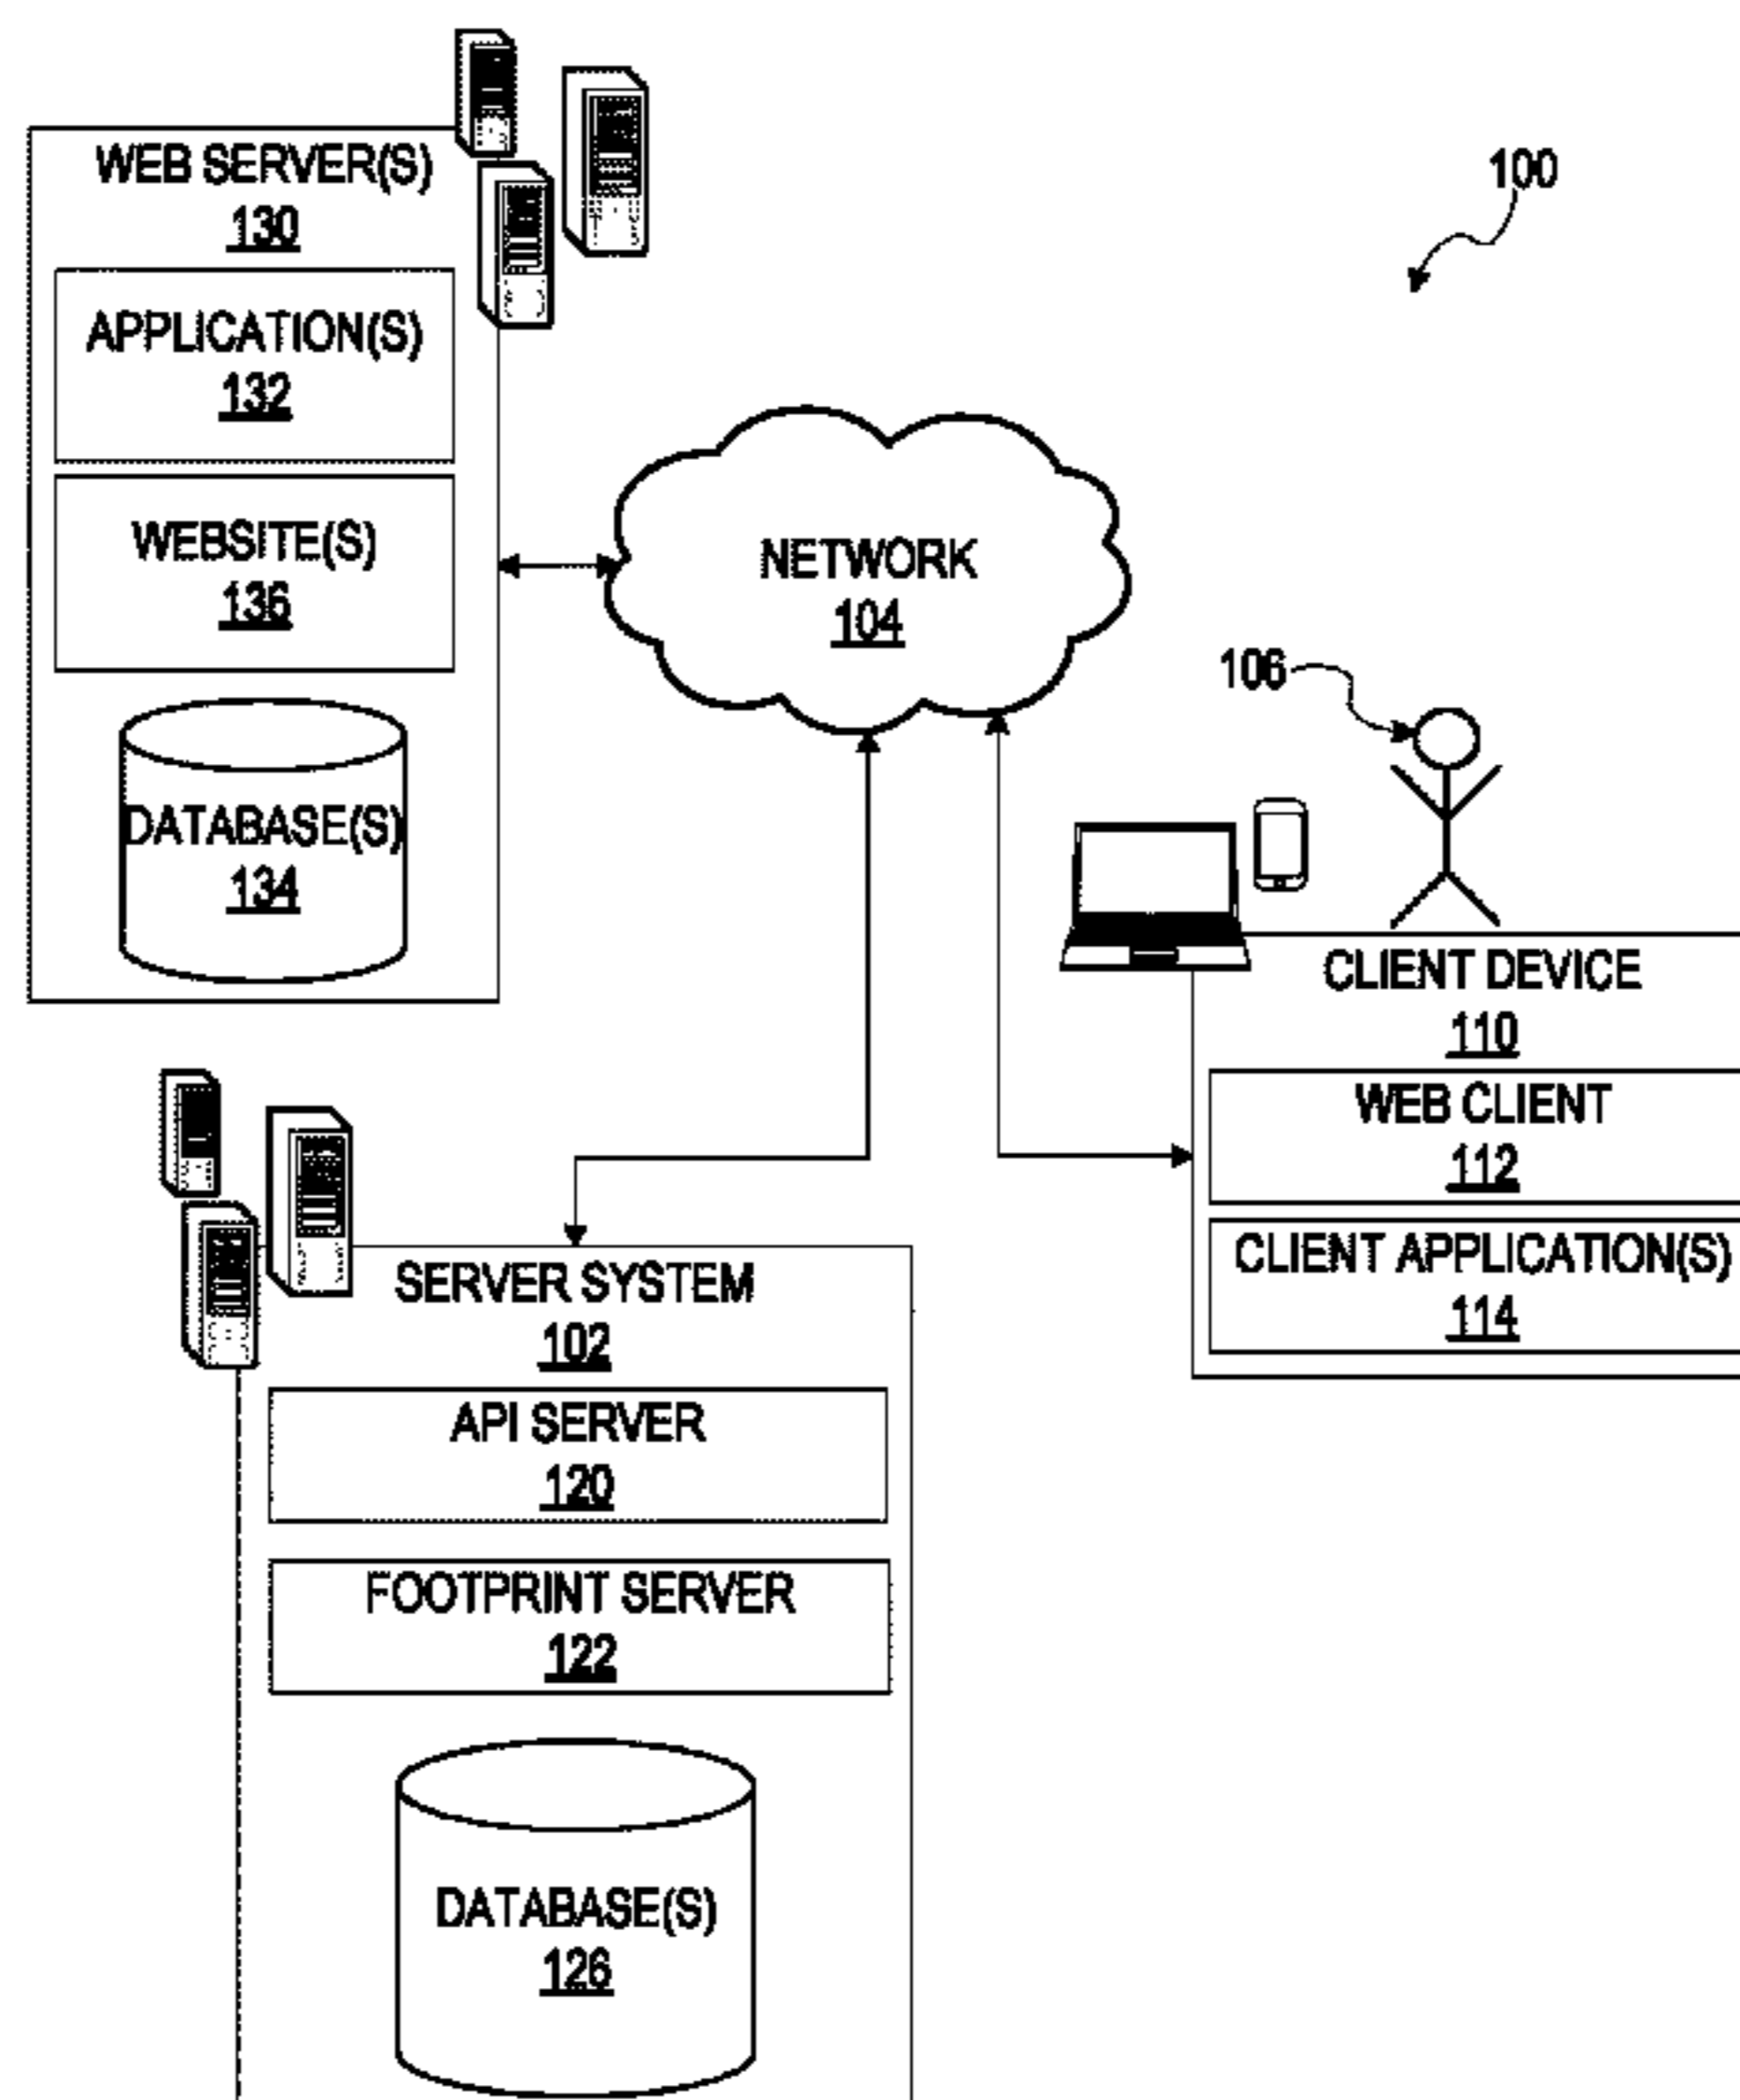 WEB SERVER(S)
130
APPLICATION(S)
132
WEBSITE(S)
136
DATABASE(S)
134
100
NETWORK
104
106
CLIENT DEVICE
110
WEB CLIENT
112
CLIENT APPLICATION(S)
114
SERVER SYSTEM
102
API SERVER
120
FOOTPRINT SERVER
122
DATABASE(S)
126